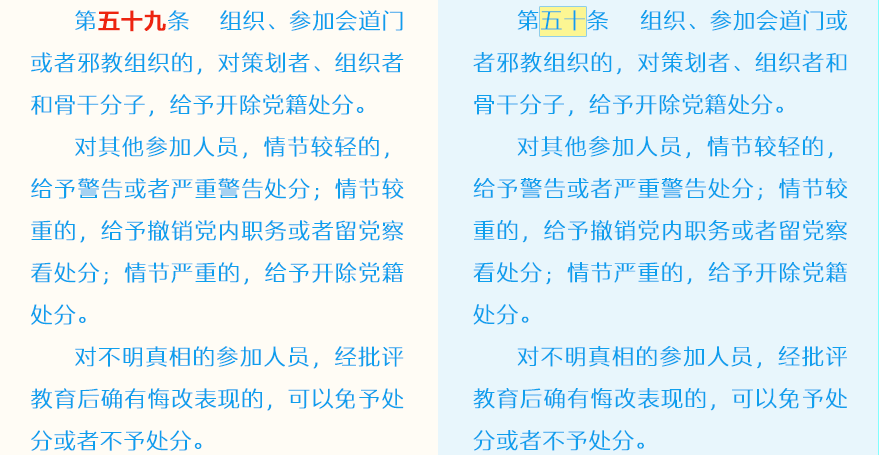 第五十九条 组织、参加会道门
或者邪教组织的，对策划者、组织者
和骨干分子，给予开除党籍处分。
对其他参加人员，情节较轻的，
给予警告或者严重警告处分；情节较
重的，给予撤销党内职务或者留党察
看处分；情节严重的，给予开除党籍
处分。
对不明真相的参加人员，经批评
教育后确有悔改表现的，可以免予处
分或者不予处分。
第五十条 组织、参加会道门或
者邪教组织的，对策划者、组织者和
骨干分子，给予开除党籍处分。
对其他参加人员，情节较轻的，
给予警告或者严重警告处分；情节较
重的，给予撤销党内职务或者留党察
看处分；情节严重的，给予开除党籍
处分。
对不明真相的参加人员，经批评
教育后确有悔改表现的，可以免予处
分或者不予处分。